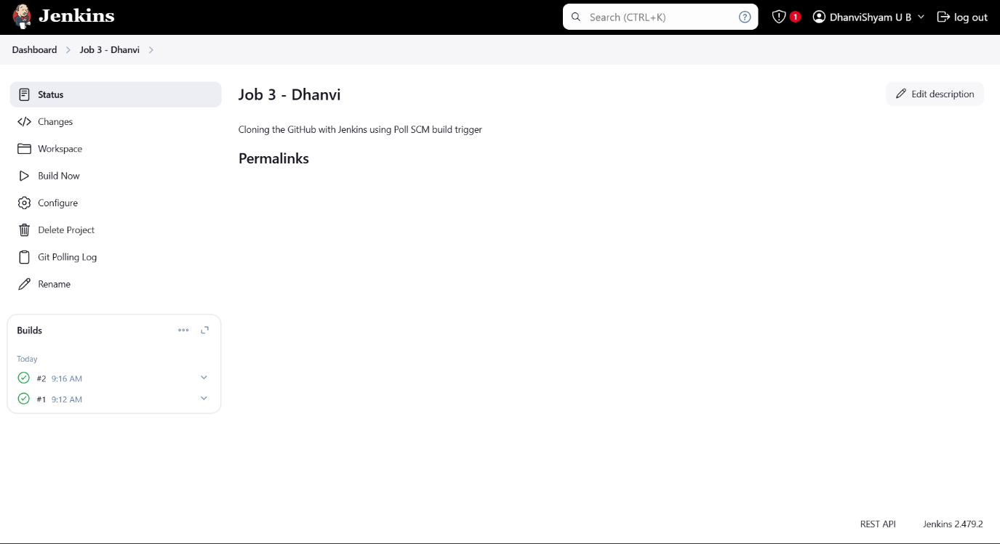 Jenkins
Search (CTRL+K)
1
DhanviShyam U B
log out
Dashboard
Job 3 - Dhanvi
Status
Changes
Workspace
Build Now
Configure
Delete Project
Git Polling Log
Rename
Job 3 - Dhanvi
Edit description
Cloning the GitHub with Jenkins using Poll SCM build trigger
Permalinks
Builds
Today
#2 9:16 AM
#1 9:12 AM
REST API
Jenkins 2.479.2